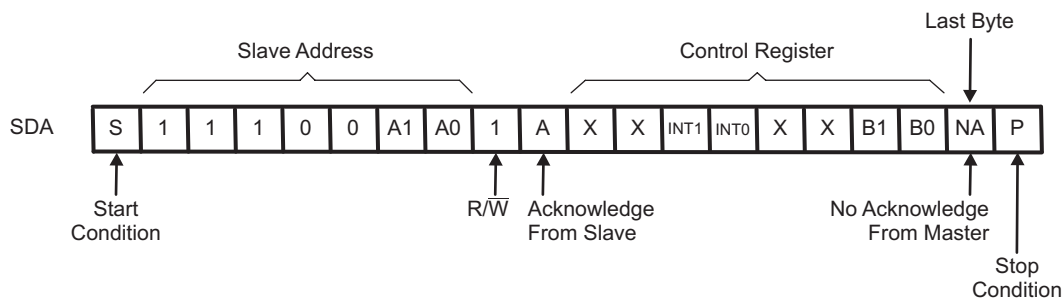 Last Byte
Slave Address
Control Register
SDA S 1 1 1 0 0 A1 A0 1 A X X INT1 INT0 X X B1 B0 NA P
Start
Condition
R/W̅
Acknowledge
From Slave
No Acknowledge
From Master
Stop
Condition